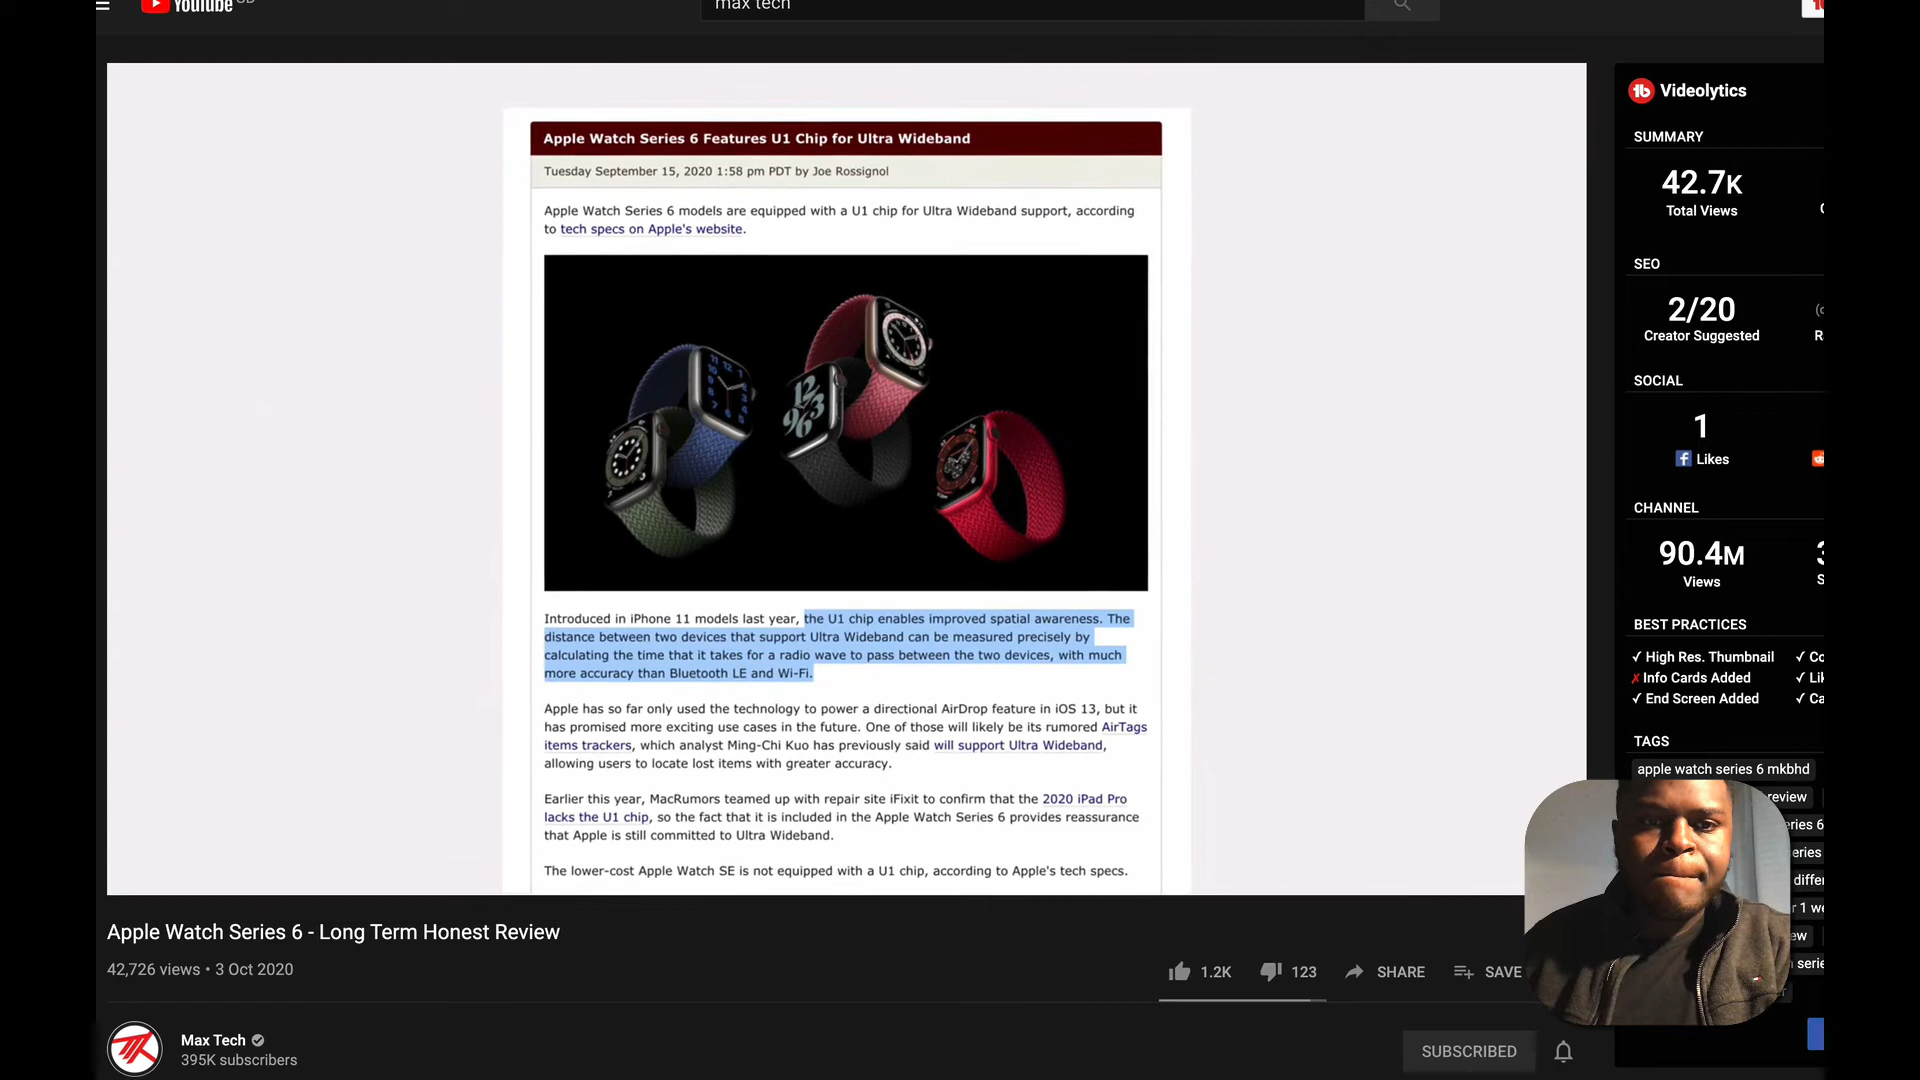 YouTube
max tech
Apple Watch Series 6 Features U1 Chip for Ultra Wideband
Tuesday September 15, 2020 1:58 pm PDT by Joe Rossignol
Apple Watch Series 6 models are equipped with a U1 chip for Ultra Wideband support, according
to tech specs on Apple's website.
Introduced in iPhone 11 models last year, the U1 chip enables improved spatial awareness. The
distance between two devices that support Ultra Wideband can be measured precisely by
calculating the time that it takes for a radio wave to pass between the two devices, with much
more accuracy than Bluetooth LE and Wi-Fi.
Apple has so far only used the technology to power a directional AirDrop feature in iOS 13, but it
has promised more exciting use cases in the future. One of those will likely be its rumored AirTags
items trackers, which analyst Ming-Chi Kuo has previously said will support Ultra Wideband,
allowing users to locate lost items with greater accuracy.
Earlier this year, MacRumors teamed up with repair site iFixit to confirm that the 2020 iPad Pro
lacks the U1 chip, so the fact that it is included in the Apple Watch Series 6 provides reassurance
that Apple is still committed to Ultra Wideband.
The lower-cost Apple Watch SE is not equipped with a U1 chip, according to Apple's tech specs.
Apple Watch Series 6 - Long Term Honest Review
42,726 views • 3 Oct 2020
1.2K 123 SHARE SAVE
Max Tech
395K subscribers
SUBSCRIBED
Videolytics
SUMMARY
42.7K
Total Views
SEO
2/20
Creator Suggested
SOCIAL
1
Likes
CHANNEL
90.4M
Views
BEST PRACTICES
✓ High Res. Thumbnail ✓ Co
✗ Info Cards Added ✓ Lik
✓ End Screen Added ✓ Ca
TAGS
apple watch series 6 mkbhd
review
eries 6
eries
differ
r 1 we
ew
serie